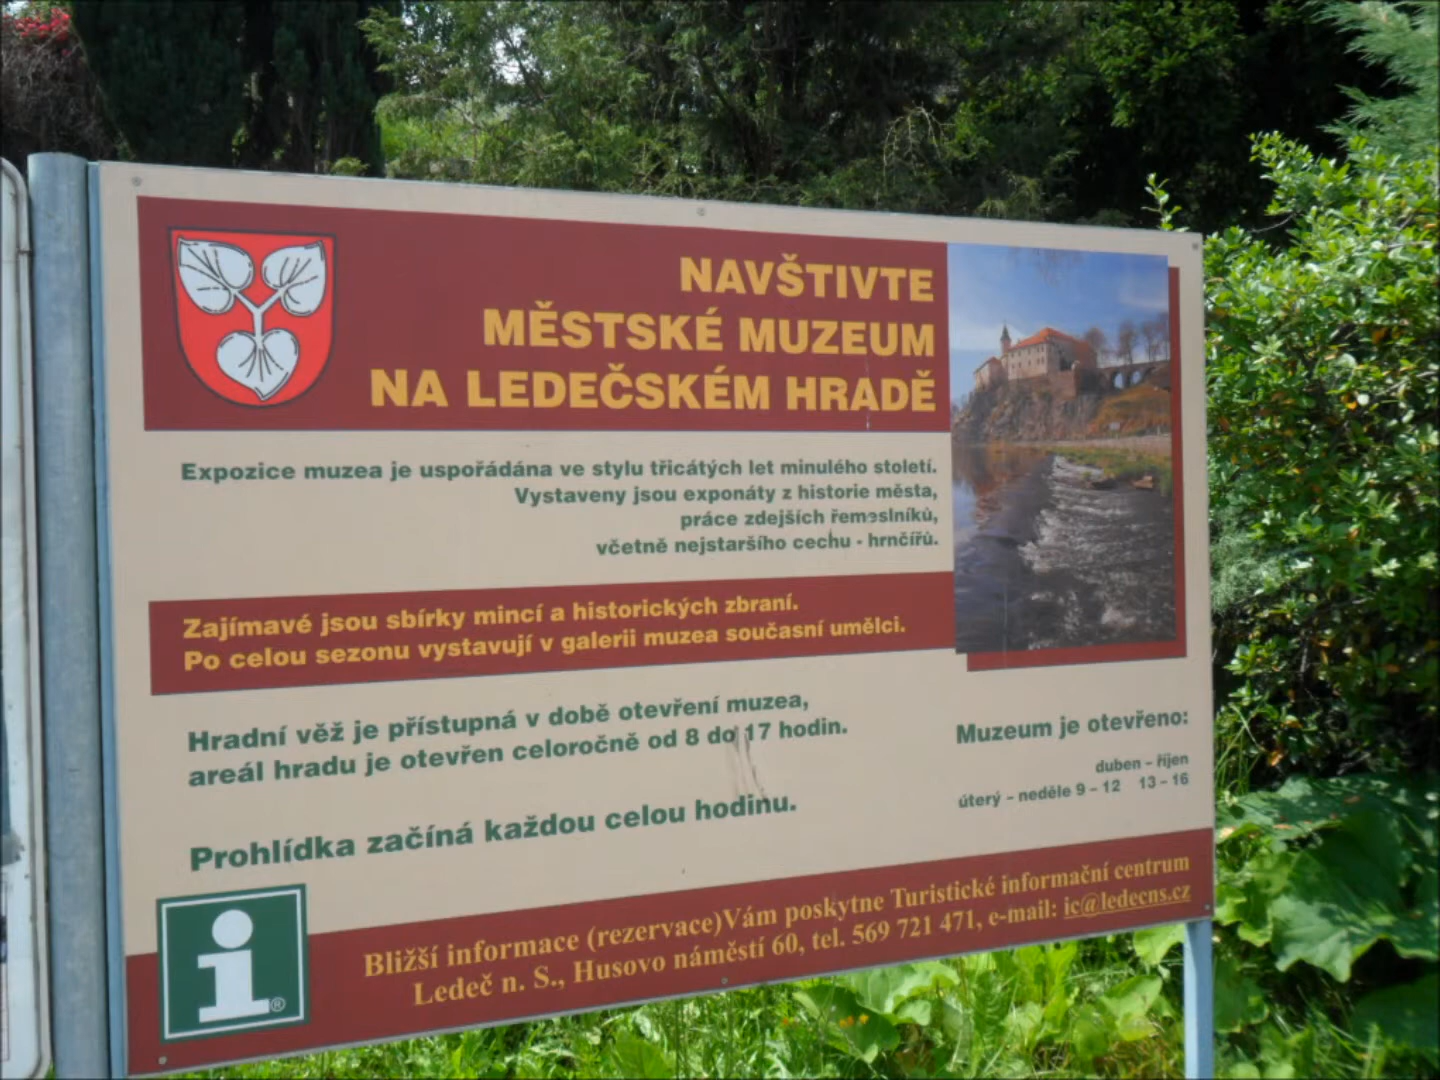 NAVŠTIVTE
MĚSTSKÉ MUZEUM
NA LEDEČSKÉM HRADĚ
Expozice muzea je uspořádána ve stylu třicátých let minulého století.
Vystaveny jsou exponáty z historie města,
práce zdejších řemeslníků,
včetně nejstaršího cechu - hrnčířů.
Zajímavé jsou sbírky mincí a historických zbraní.
Po celou sezonu vystavují v galerii muzea současní umělci.
Hradní věž je přístupná v době otevření muzea,
areál hradu je otevřen celoročně od 8 do 17 hodin.
Prohlídka začíná každou celou hodinu.
Muzeum je otevřeno:
duben – říjen
úterý – neděle 9 – 12 13 – 16
i®
Bližší informace (rezervace)Vám poskytne Turistické informační centrum
Ledeč n. S., Husovo náměstí 60, tel. 569 721 471, e-mail: ic@ledecns.cz